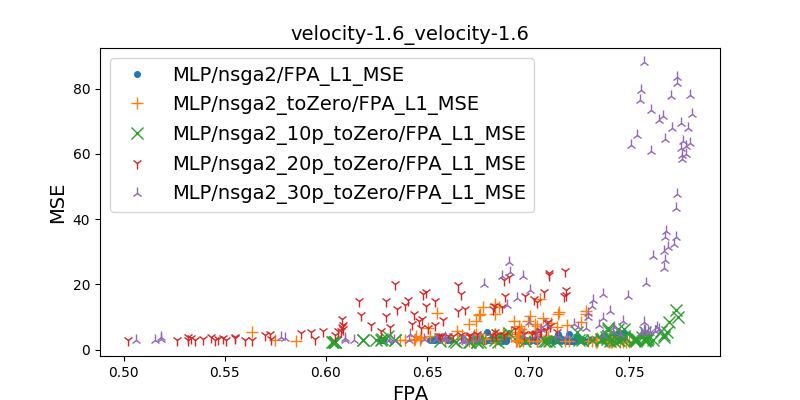 velocity-1.6_velocity-1.6
MLP/nsga2/FPA_L1_MSE
MLP/nsga2_toZero/FPA_L1_MSE
MLP/nsga2_10p_toZero/FPA_L1_MSE
MLP/nsga2_20p_toZero/FPA_L1_MSE
MLP/nsga2_30p_toZero/FPA_L1_MSE
MSE
80
60
40
20
0
0.50 0.55 0.60 0.65 0.70 0.75
FPA